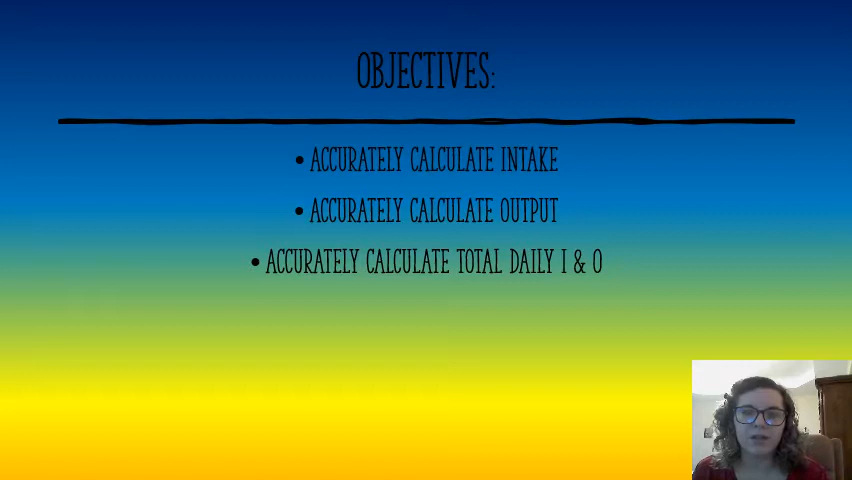 OBJECTIVES:
• ACCURATELY CALCULATE INTAKE
• ACCURATELY CALCULATE OUTPUT
• ACCURATELY CALCULATE TOTAL DAILY I & O